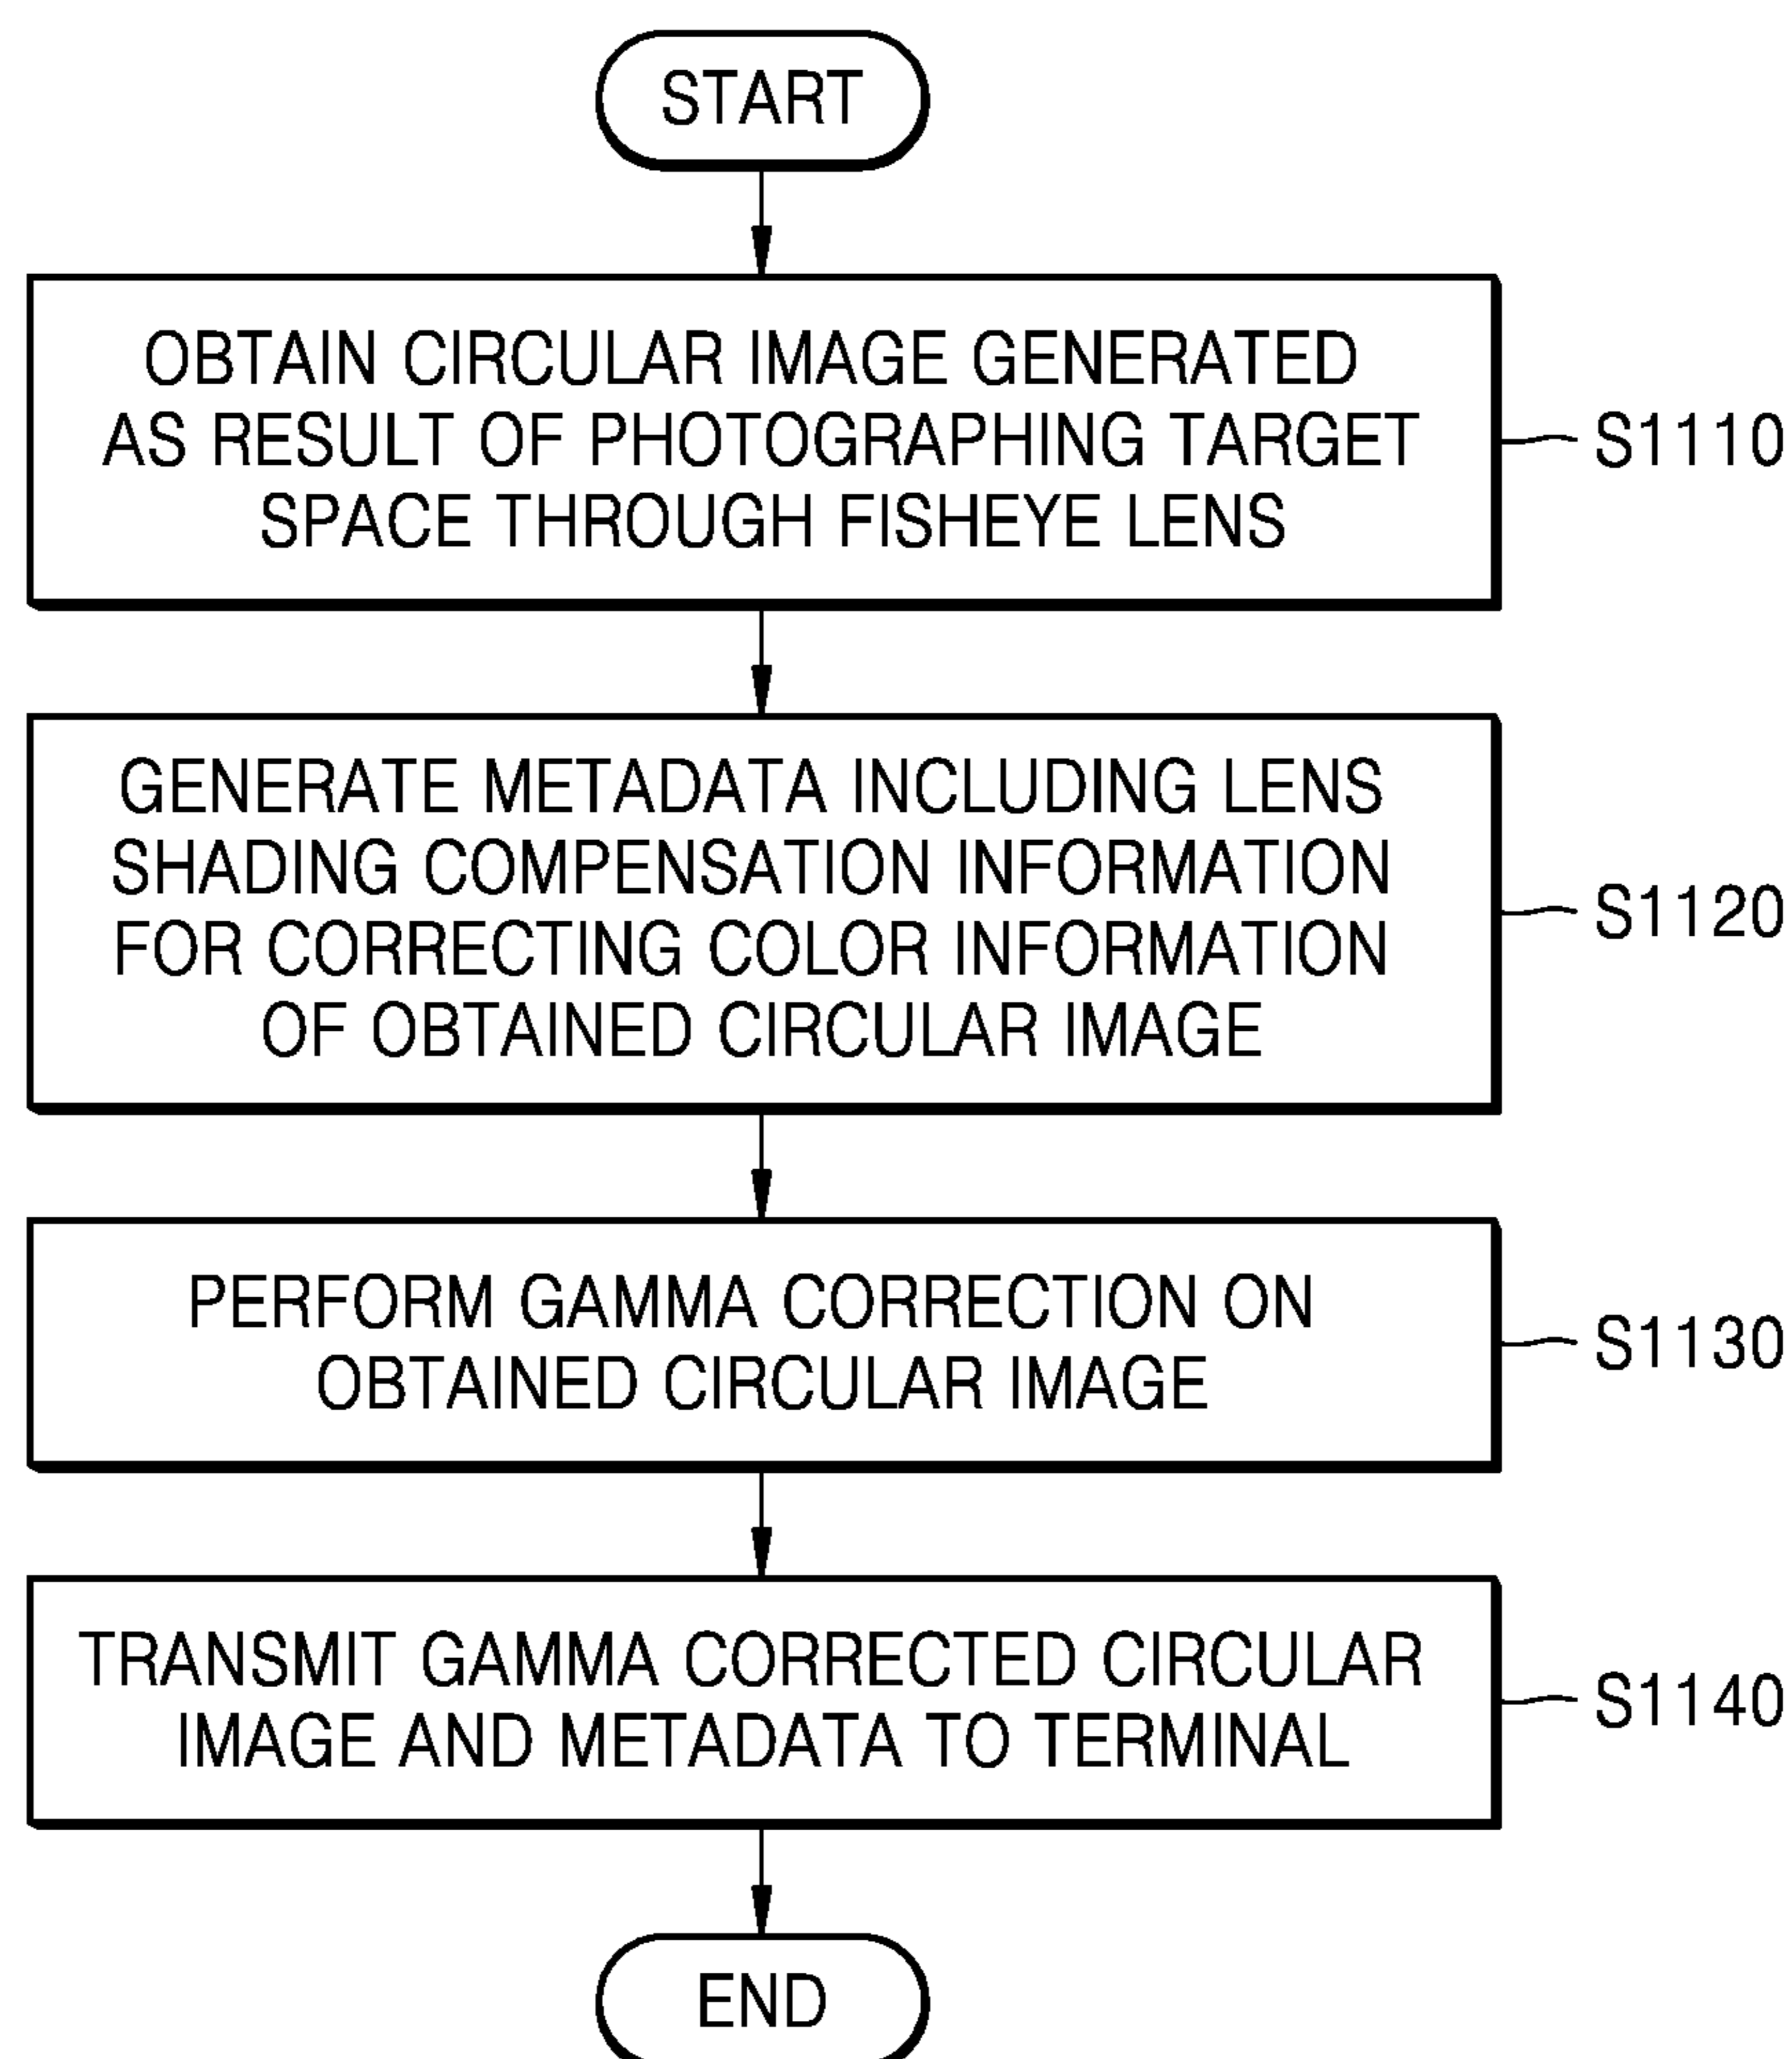 START
OBTAIN CIRCULAR IMAGE GENERATED
AS RESULT OF PHOTOGRAPHING TARGET
SPACE THROUGH FISHEYE LENS
S1110
GENERATE METADATA INCLUDING LENS
SHADING COMPENSATION INFORMATION
FOR CORRECTING COLOR INFORMATION
OF OBTAINED CIRCULAR IMAGE
S1120
PERFORM GAMMA CORRECTION ON
OBTAINED CIRCULAR IMAGE
S1130
TRANSMIT GAMMA CORRECTED CIRCULAR
IMAGE AND METADATA TO TERMINAL
S1140
END